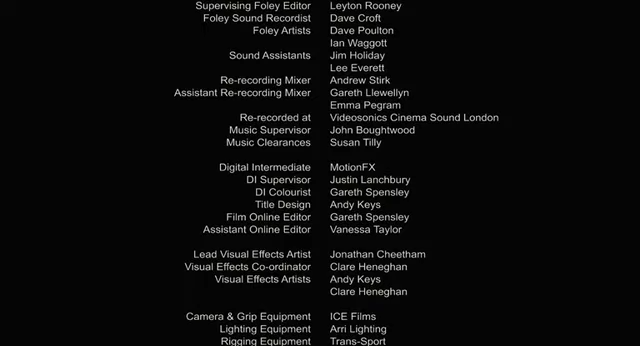 Supervising Foley Editor Leyton Rooney
Foley Sound Recordist Dave Croft
Foley Artists Dave Poulton
Ian Waggott
Sound Assistants Jim Holiday
Lee Everett
Re-recording Mixer Andrew Stirk
Assistant Re-recording Mixer Gareth Llewellyn
Emma Pegram
Re-recorded at Videosonics Cinema Sound London
Music Supervisor John Boughtwood
Music Clearances Susan Tilly
Digital Intermediate MotionFX
DI Supervisor Justin Lanchbury
DI Colourist Gareth Spensley
Title Design Andy Keys
Film Online Editor Gareth Spensley
Assistant Online Editor Vanessa Taylor
Lead Visual Effects Artist Jonathan Cheetham
Visual Effects Co-ordinator Clare Heneghan
Visual Effects Artists Andy Keys
Clare Heneghan
Camera & Grip Equipment ICE Films
Lighting Equipment Arri Lighting
Rigging Equipment Trans-Sport